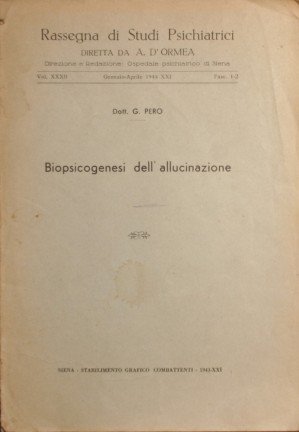 Rassegna di Studi Psichiatrici
DIRETTA DA A. D'ORMEA
Direzione e Redazione: Ospedale psichiatrico di Siena
Vol. XXXII Gennaio-Aprile 1943-XXI Fasc. 1-2
Dott. G. PERO
Biopsicogenesi dell'allucinazione
SIENA - STABILIMENTO GRAFICO COMBATTENTI - 1943-XXI